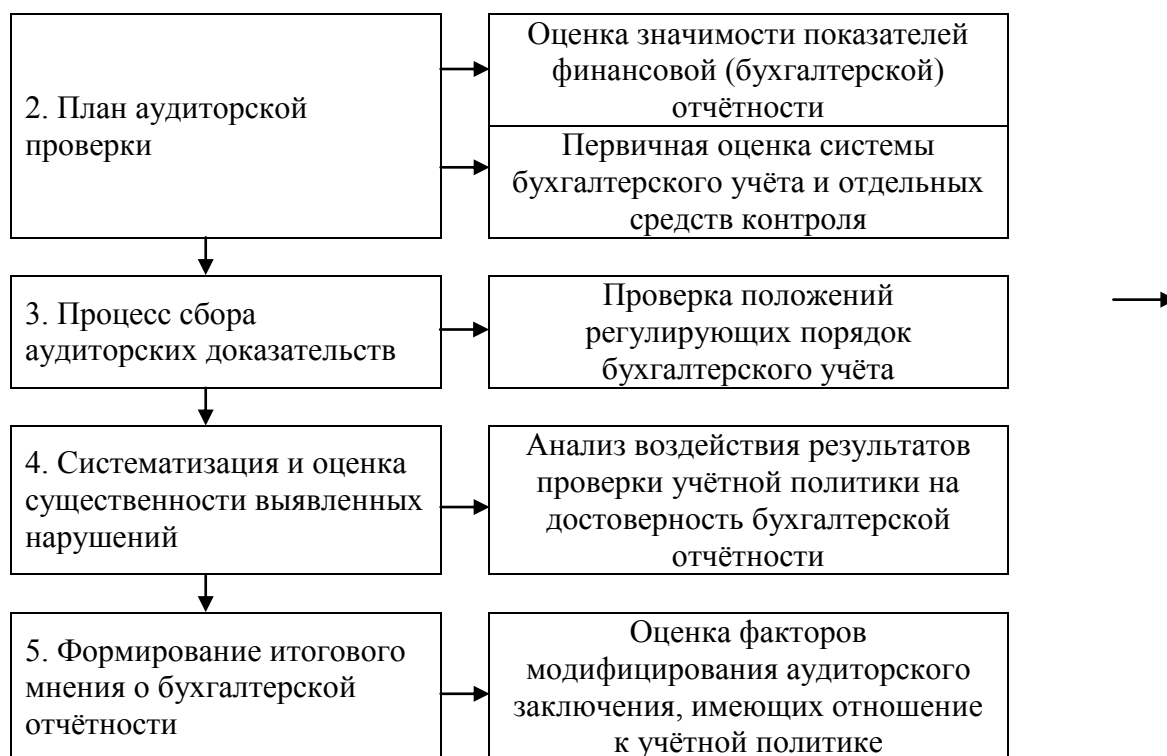 2. План аудиторской
проверки
Оценка значимости показателей
финансовой (бухгалтерской)
отчётности
Первичная оценка системы
бухгалтерского учёта и отдельных
средств контроля
3. Процесс сбора
аудиторских доказательств
Проверка положений
регулирующих порядок
бухгалтерского учёта
4. Систематизация и оценка
существенности выявленных
нарушений
Анализ воздействия результатов
проверки учётной политики на
достоверность бухгалтерской
отчётности
5. Формирование итогового
мнения о бухгалтерской
отчётности
Оценка факторов
модифицирования аудиторского
заключения, имеющих отношение
к учётной политике